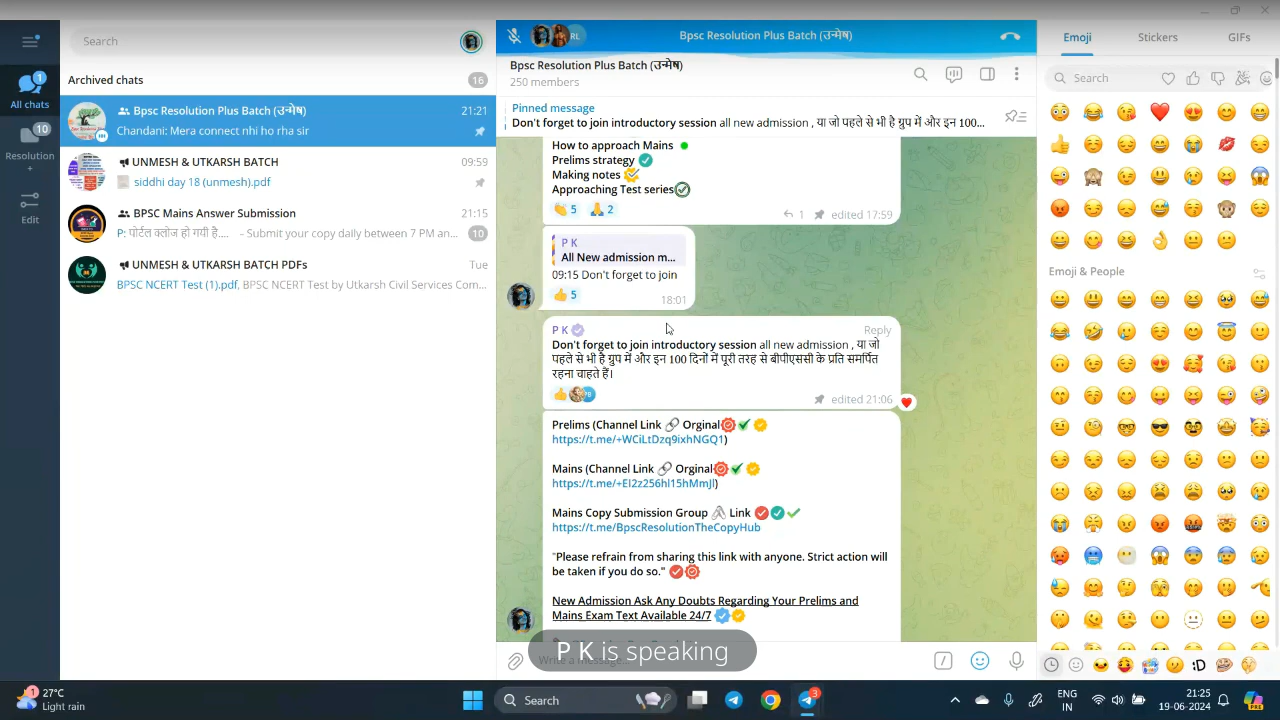 Bpsc Resolution Plus Batch (उन्मेष)
RL
Emoji
Stickers
GIFs
Search
Archived chats
16
1
All chats
10
Resolution
+
Edit
Bpsc Resolution Plus Batch (उन्मेष)
21:21
Chandani: Mera connect nhi ho rha sir
UNMESH & UTKARSH BATCH
09:59
siddhi day 18 (unmesh).pdf
BPSC Mains Answer Submission
21:15
P: पोर्टल क्लोज हो गयी है.... – Submit your copy daily between 7 PM an...
10
UNMESH & UTKARSH BATCH PDFs
Tue
BPSC NCERT Test (1).pdf, BPSC NCERT Test by Utkarsh Civil Services Com...
Bpsc Resolution Plus Batch (उन्मेष)
250 members
Pinned message
Don't forget to join introductory session all new admission , या जो पहले से भी है ग्रुप में और इन 100...
How to approach Mains
Prelims strategy
Making notes
Approaching Test series
👏 5 🙏 2
1 edited 17:59
P K
All New admission m...
09:15 Don't forget to join
👍 5
18:01
P K
Reply
Don't forget to join introductory session all new admission , या जो
पहले से भी है ग्रुप में और इन 100 दिनों में पूरी तरह से बीपीएससी के प्रति समर्पित
रहना चाहते हैं।
edited 21:06
Prelims (Channel Link 🔗 Orginal
https://t.me/+WCiLtDzq9ixhNGQ1)
Mains (Channel Link 🔗 Orginal
https://t.me/+EI2z256hl15hMmJl)
Mains Copy Submission Group 🖇 Link
https://t.me/BpscResolutionTheCopyHub
"Please refrain from sharing this link with anyone. Strict action will
be taken if you do so."
New Admission Ask Any Doubts Regarding Your Prelims and
Mains Exam Text Available 24/7
P K is speaking
Search
Emoji & People
27°C
Light rain
1
Search
3
ENG
IN
21:25
19-06-2024